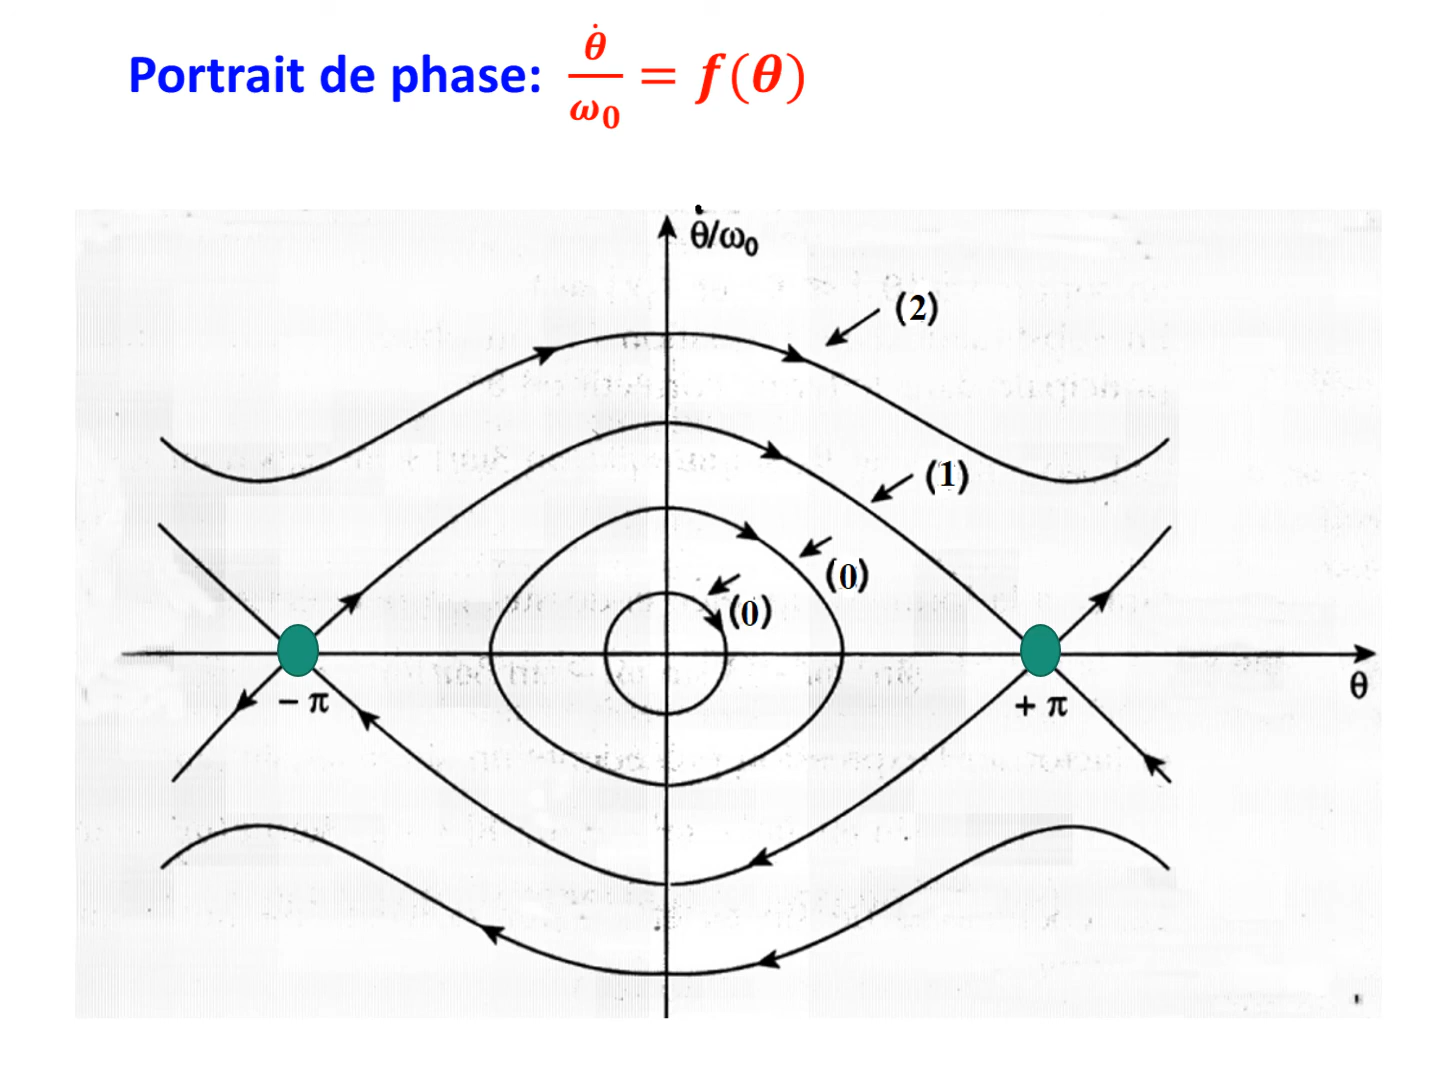 Portrait de phase: θ̇/ω₀ = f(θ)
θ̇/ω₀
(2)
(1)
(0)
(0)
− π
+ π
θ